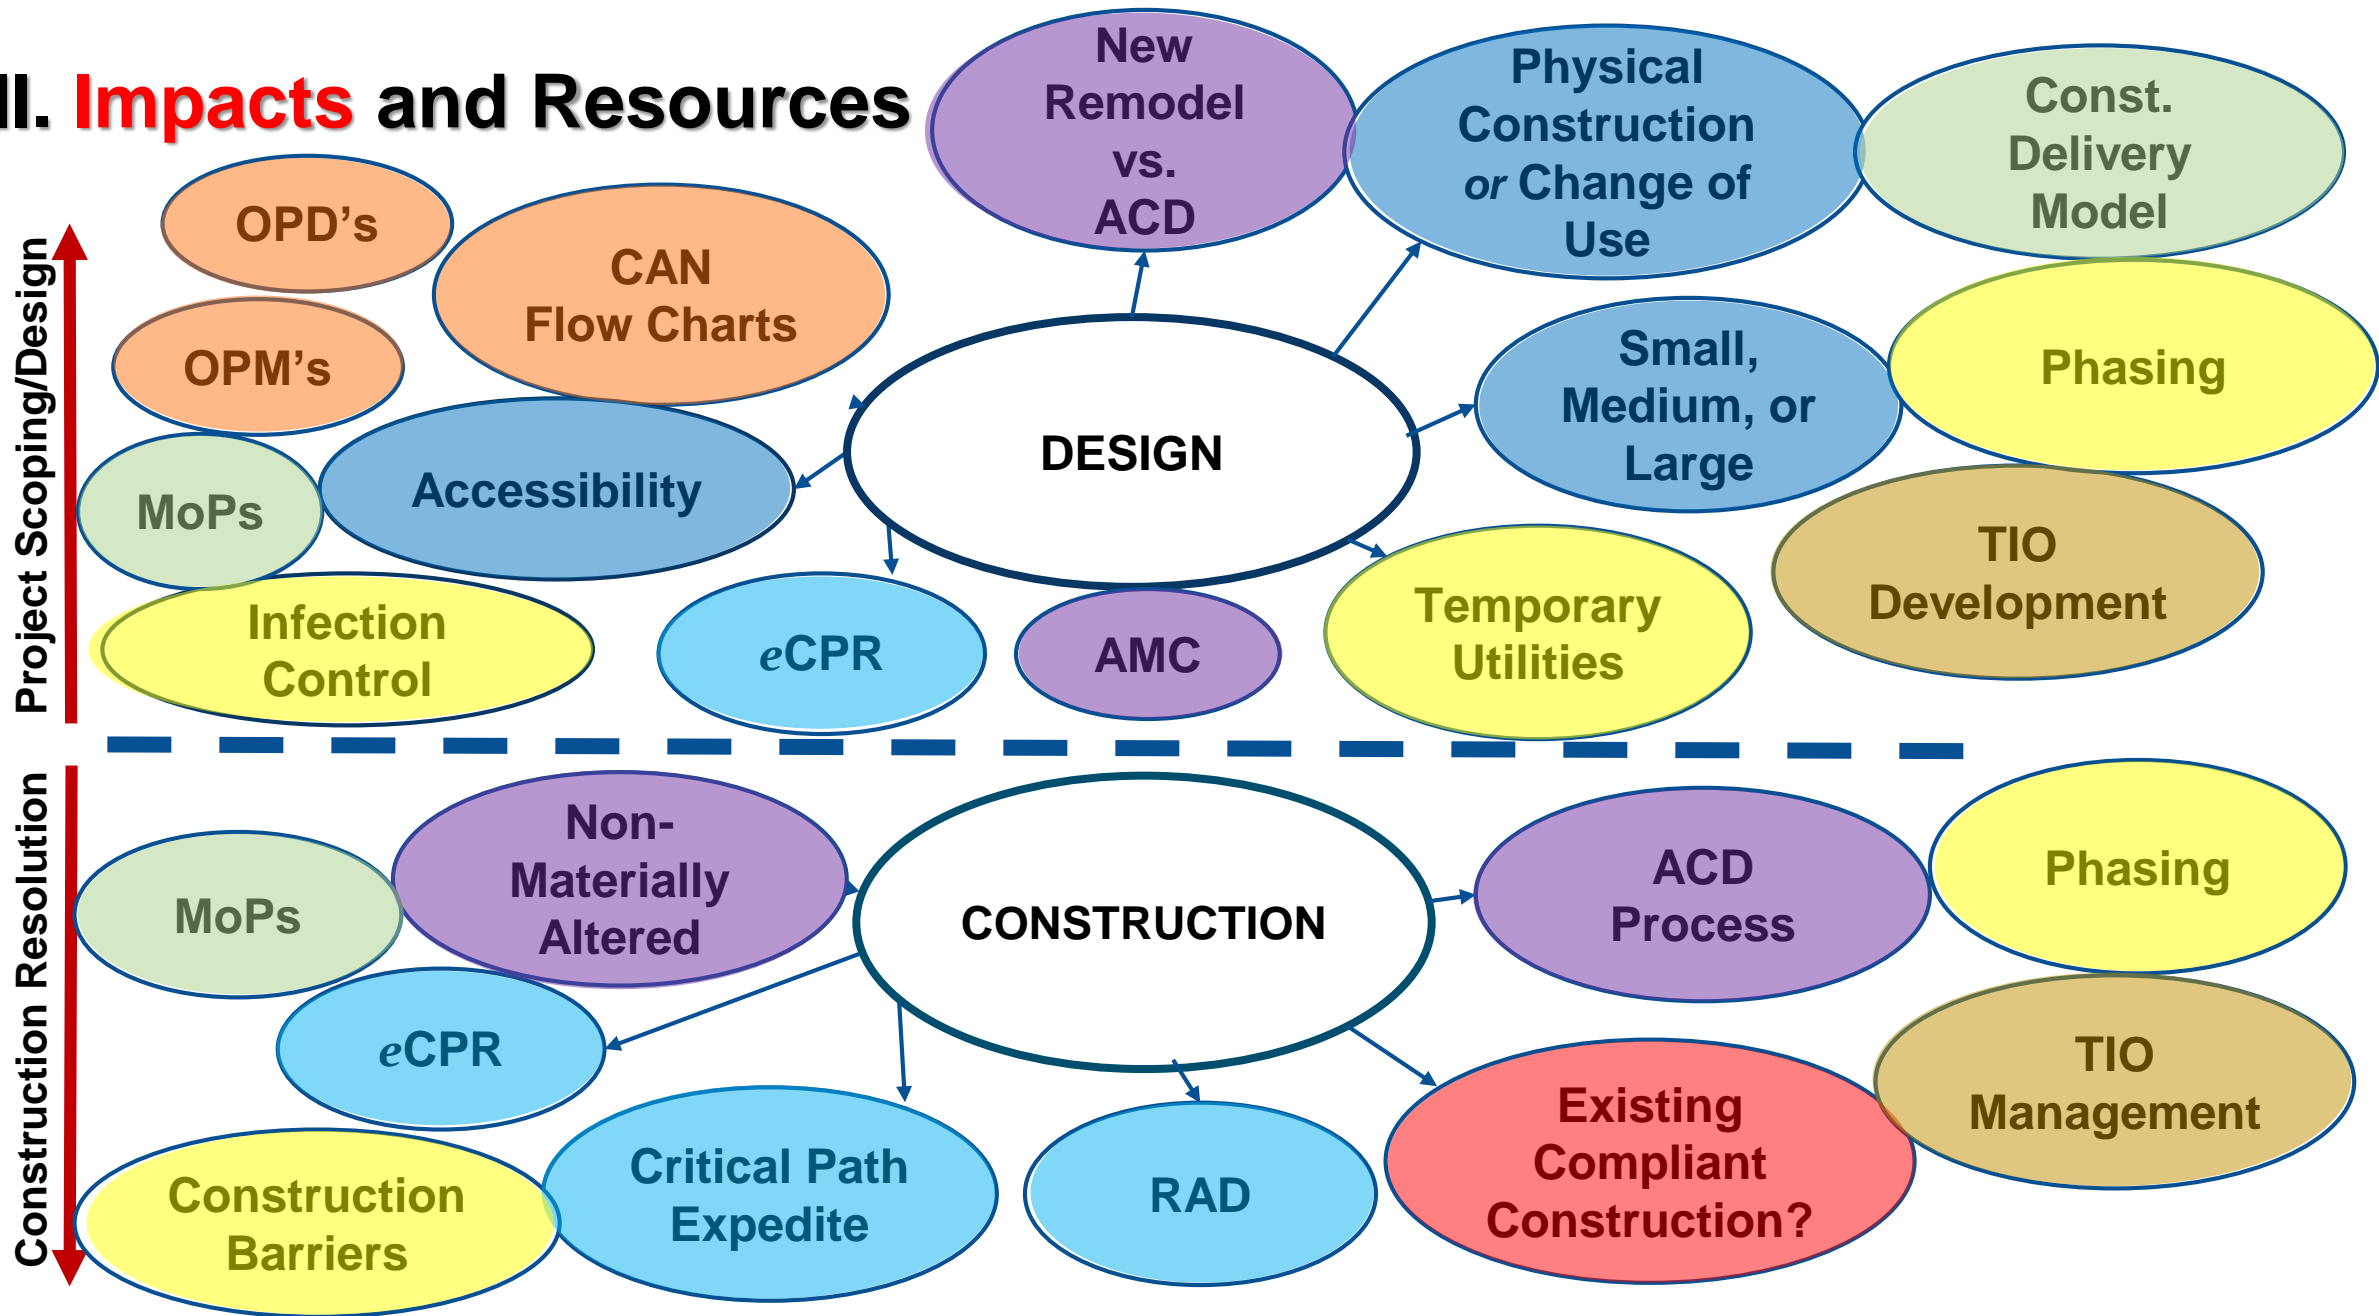 II. Impacts and Resources
New
Remodel
vs.
ACD
Physical
Construction
or Change of
Use
Const.
Delivery
Model
OPD’s
CAN
Flow Charts
OPM’s
Small,
Medium, or
Large
Phasing
Project Scoping/Design
MoPs
Accessibility
DESIGN
TIO
Development
Infection
Control
eCPR
AMC
Temporary
Utilities
Construction Resolution
MoPs
Non-
Materially
Altered
CONSTRUCTION
ACD
Process
Phasing
eCPR
TIO
Management
Construction
Barriers
Critical Path
Expedite
RAD
Existing
Compliant
Construction?